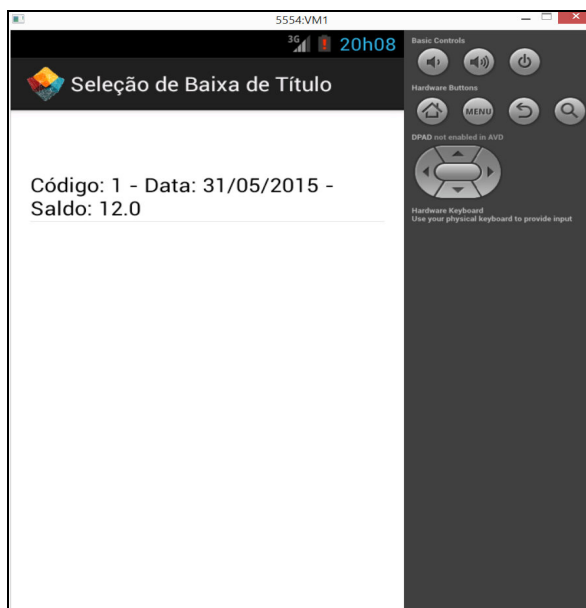 5554:VM1
3G
20h08
Seleção de Baixa de Título
Código: 1 - Data: 31/05/2015 -
Saldo: 12.0
Basic Controls
Hardware Buttons
MENU
DPAD not enabled in AVD
Hardware Keyboard
Use your physical keyboard to provide input